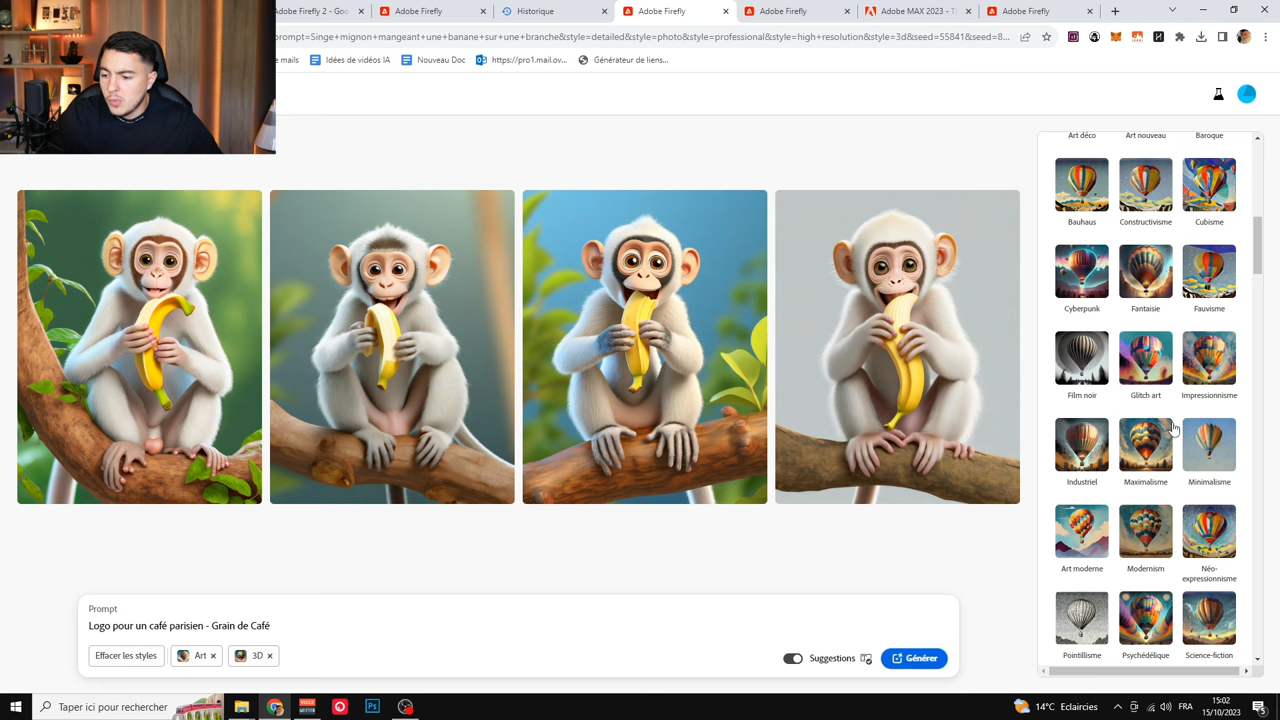 Adobe Firefly 2 - Goo
Adobe Firefly
Historique
Adobe Firefly
Adobe Firefly
Adobe MAX 2023 - T
Adobe Firefly
prompt=Singe+mignon+mangeant+une+banane+sur+une+branche&style=detailed&style=photo&style=professional&style=high+resolution&style=3d&seed=55841&seed=8...
e mails
Idées de vidéos IA
Nouveau Doc
https://pro1.mail.ov...
Générateur de liens...
Art déco
Art nouveau
Baroque
Bauhaus
Constructivisme
Cubisme
Cyberpunk
Fantaisie
Fauvisme
Film noir
Glitch art
Impressionnisme
Industriel
Maximalisme
Minimalisme
Art moderne
Modernism
Néo-
expressionnisme
Pointillisme
Psychédélique
Science-fiction
Prompt
Logo pour un café parisien - Grain de Café
Effacer les styles
Art
3D
Suggestions
Générer
Taper ici pour rechercher
Ps
14°C Eclaircies
FRA
15:02
15/10/2023
5